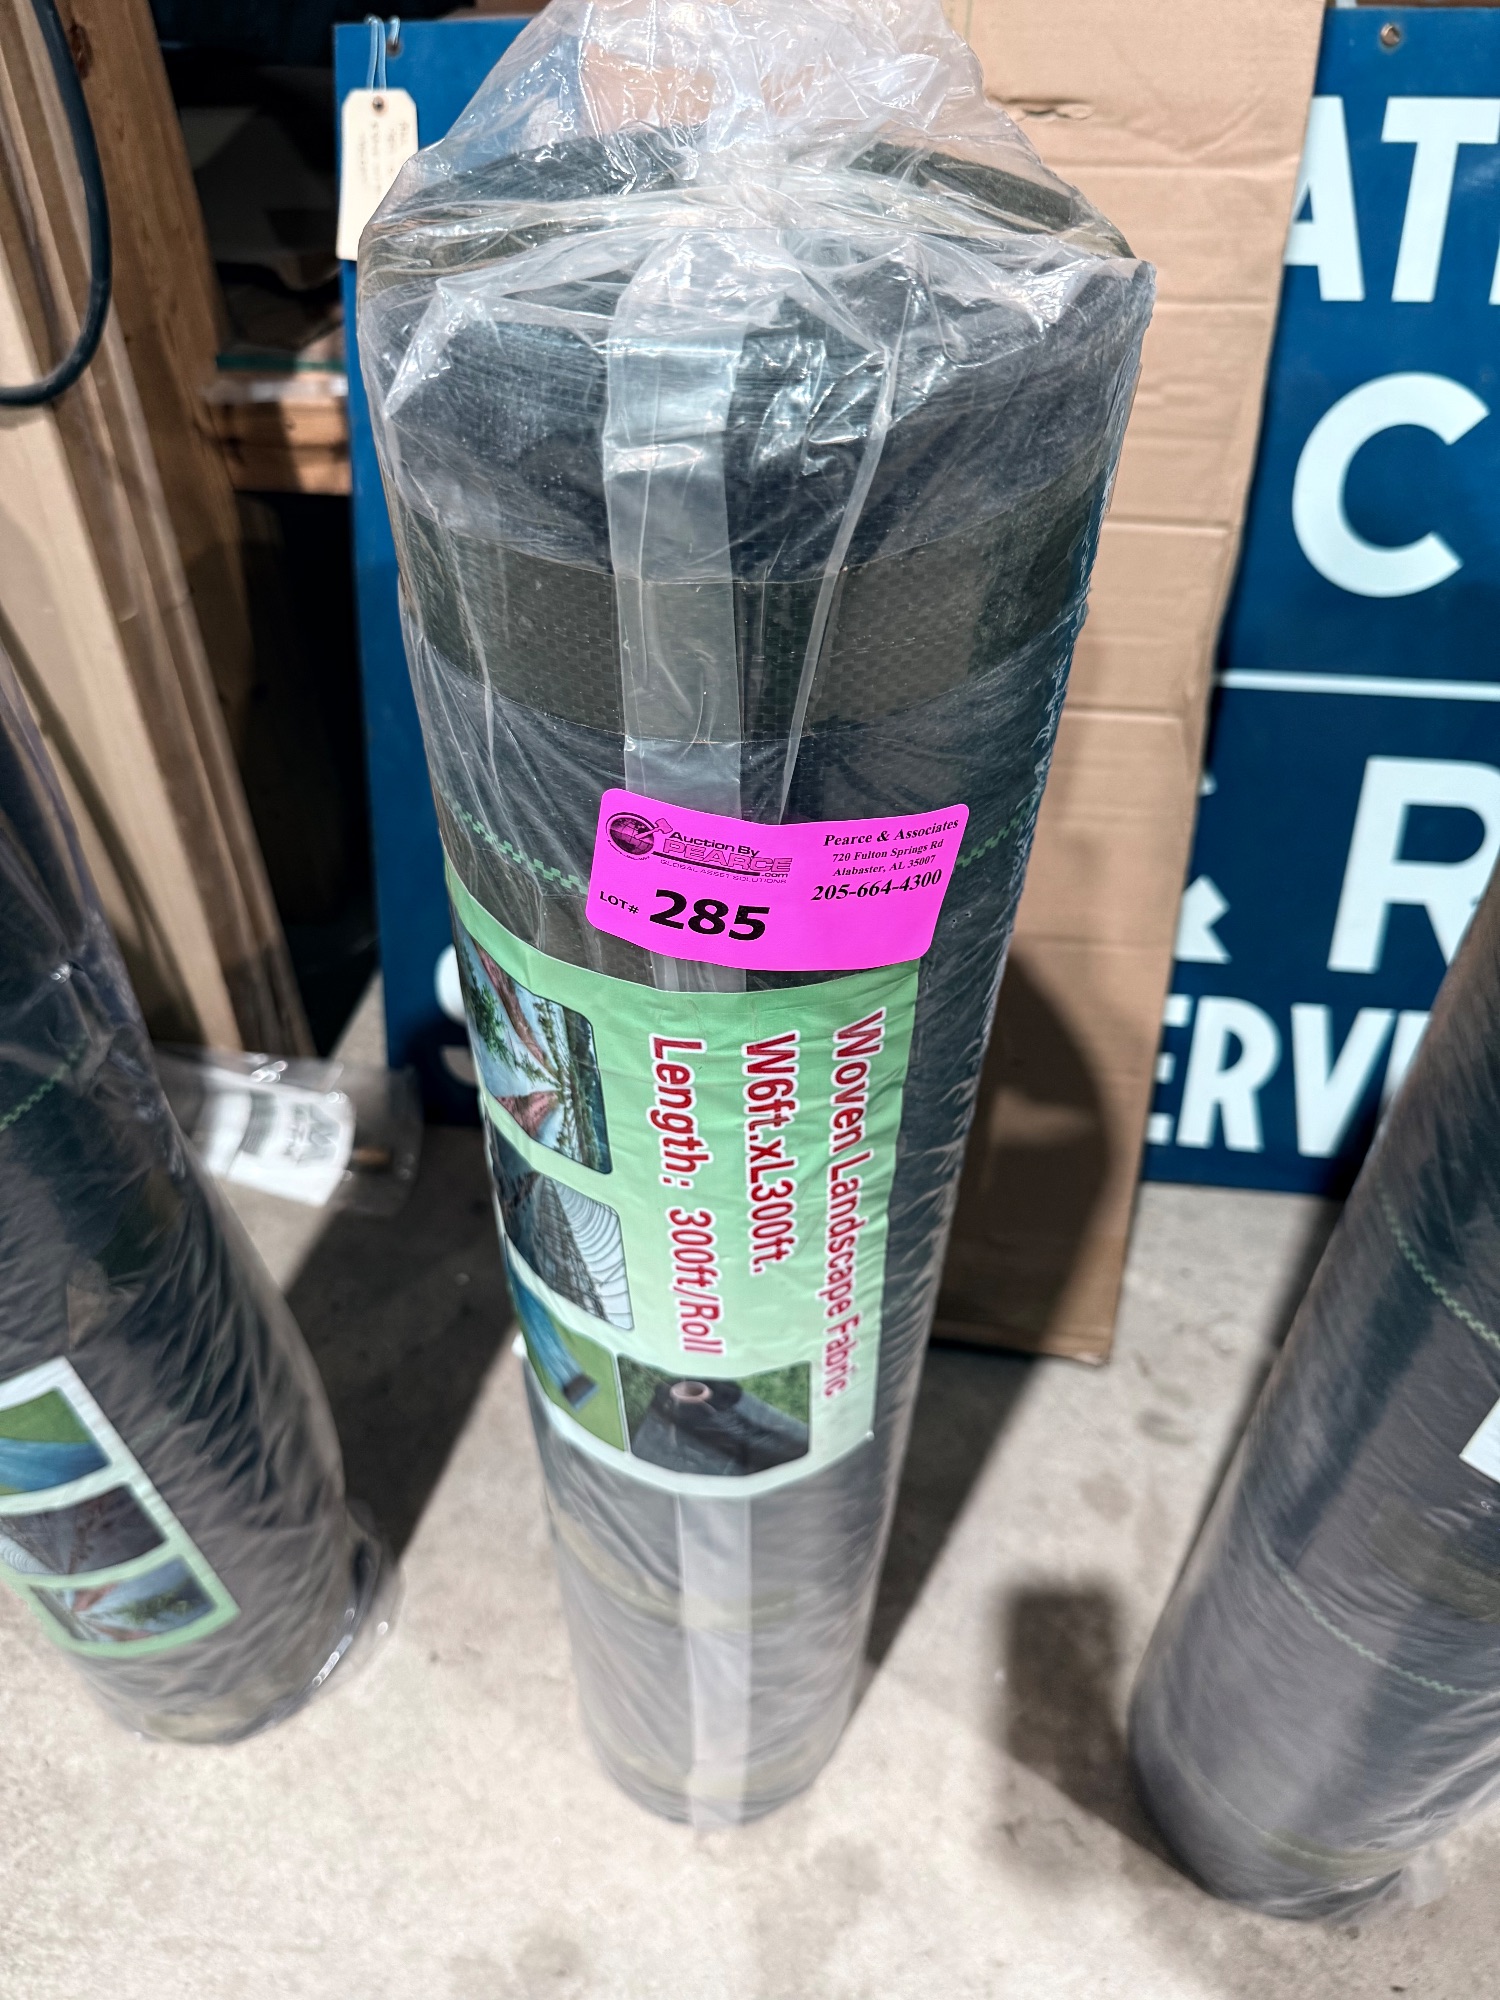 Auction By
PEARCE
.com
GLOBAL ASSET SOLUTIONS
LOT# 285
Pearce & Associates
720 Fulton Springs Rd
Alabaster, AL 35007
205-664-4300
Woven Landscape Fabric
W6ft.xL300ft.
Length: 300ft/Roll
AT
C
& R
ERVI